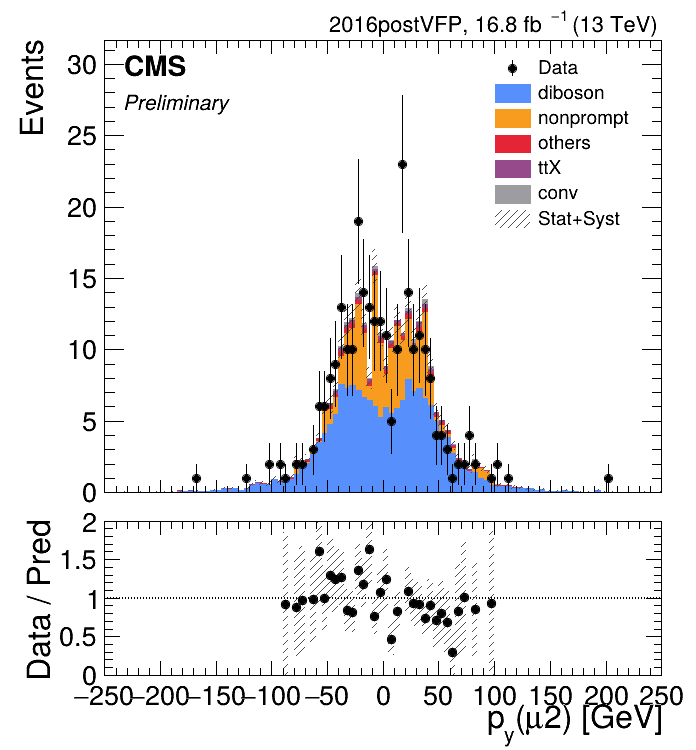 2016postVFP, 16.8 fb⁻¹ (13 TeV)
CMS
Preliminary
Events
30
25
20
15
10
5
0
Data
diboson
nonprompt
others
ttX
conv
Stat+Syst
Data / Pred
2
1.5
1
0.5
0
−250 −200 −150 −100 −50 0 50 100 150 200 250
p_y(μ2) [GeV]